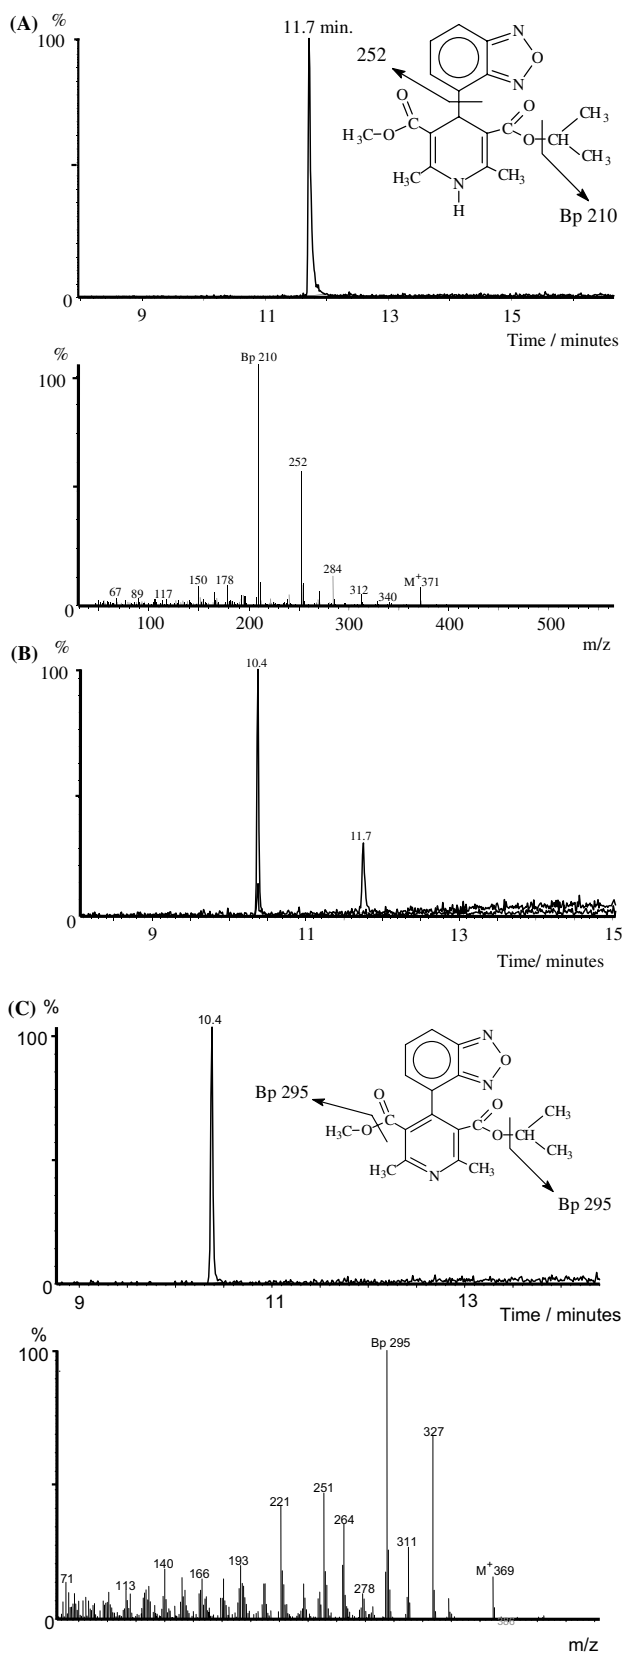 (A)
%
100
11.7 min.
252
N
O
N
O
O
CH3
H3C-O
C
C
O
CH
CH3
H3C
N
CH3
H
Bp 210
0
9
11
13
15
Time / minutes
%
100
Bp 210
252
67
89
117
150
178
284
312
340
M+371
0
100
200
300
400
500
m/z
(B)
%
100
10.4
11.7
0
9
11
13
15
Time/ minutes
(C)
%
100
10.4
N
O
N
Bp 295
O
O
CH3
H3C-O
C
C
O
CH
CH3
H3C
N
CH3
Bp 295
0
9
11
13
Time / minutes
%
100
Bp 295
327
251
221
264
311
193
140
166
278
M+369
71
113
0
m/z